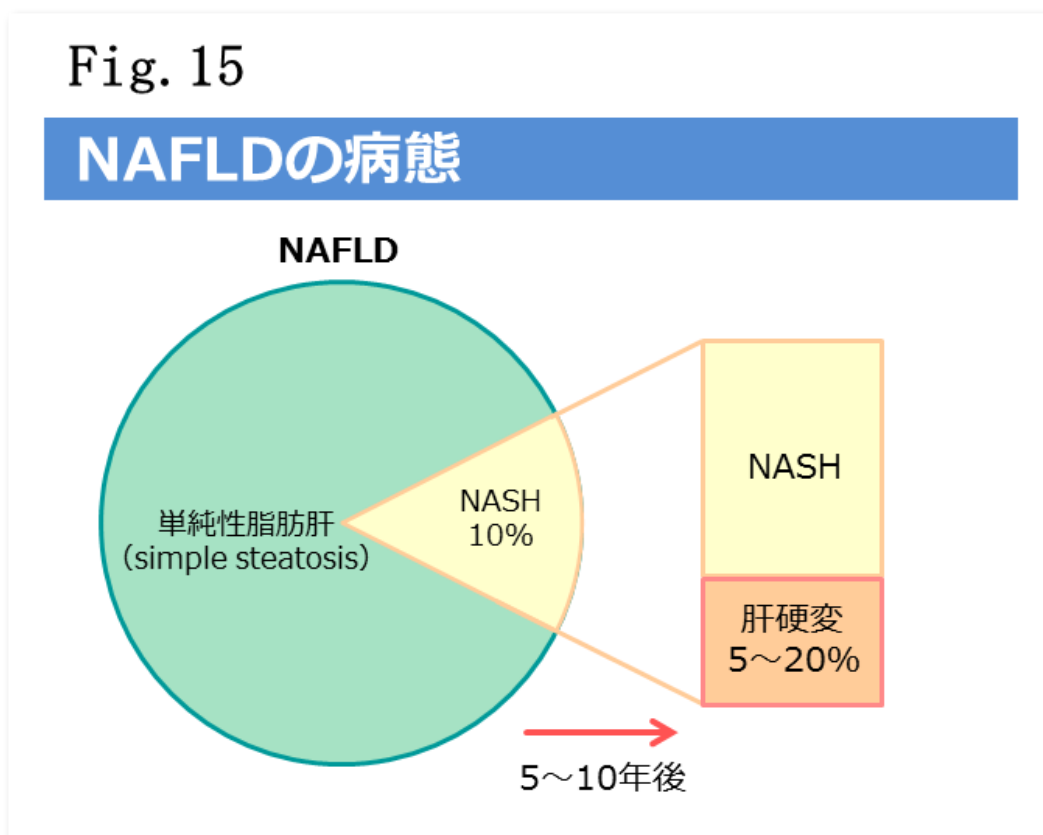 Fig. 15
NAFLDの病態
NAFLD
単純性脂肪肝
（simple steatosis）
NASH
10%
NASH
肝硬変
5～20%
5～10年後